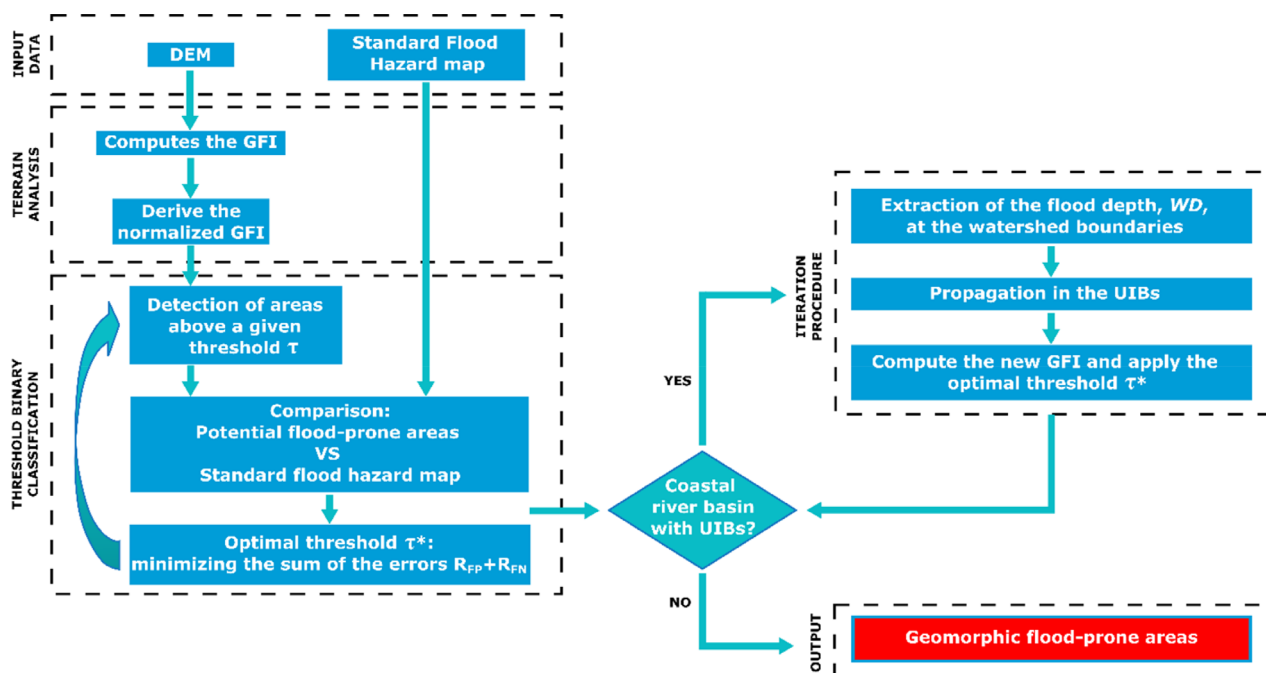 INPUT
DATA
DEM
Standard Flood
Hazard map
TERRAIN
ANALYSIS
Computes the GFI
Derive the
normalized GFI
THRESHOLD BINARY
CLASSIFICATION
Detection of areas
above a given
threshold τ
Comparison:
Potential flood-prone areas
VS
Standard flood hazard map
Optimal threshold τ*:
minimizing the sum of the errors RFP+RFN
Coastal
river basin
with UIBs?
YES
NO
ITERATION
PROCEDURE
Extraction of the flood depth, WD,
at the watershed boundaries
Propagation in the UIBs
Compute the new GFI and apply the
optimal threshold τ*
OUTPUT
Geomorphic flood-prone areas